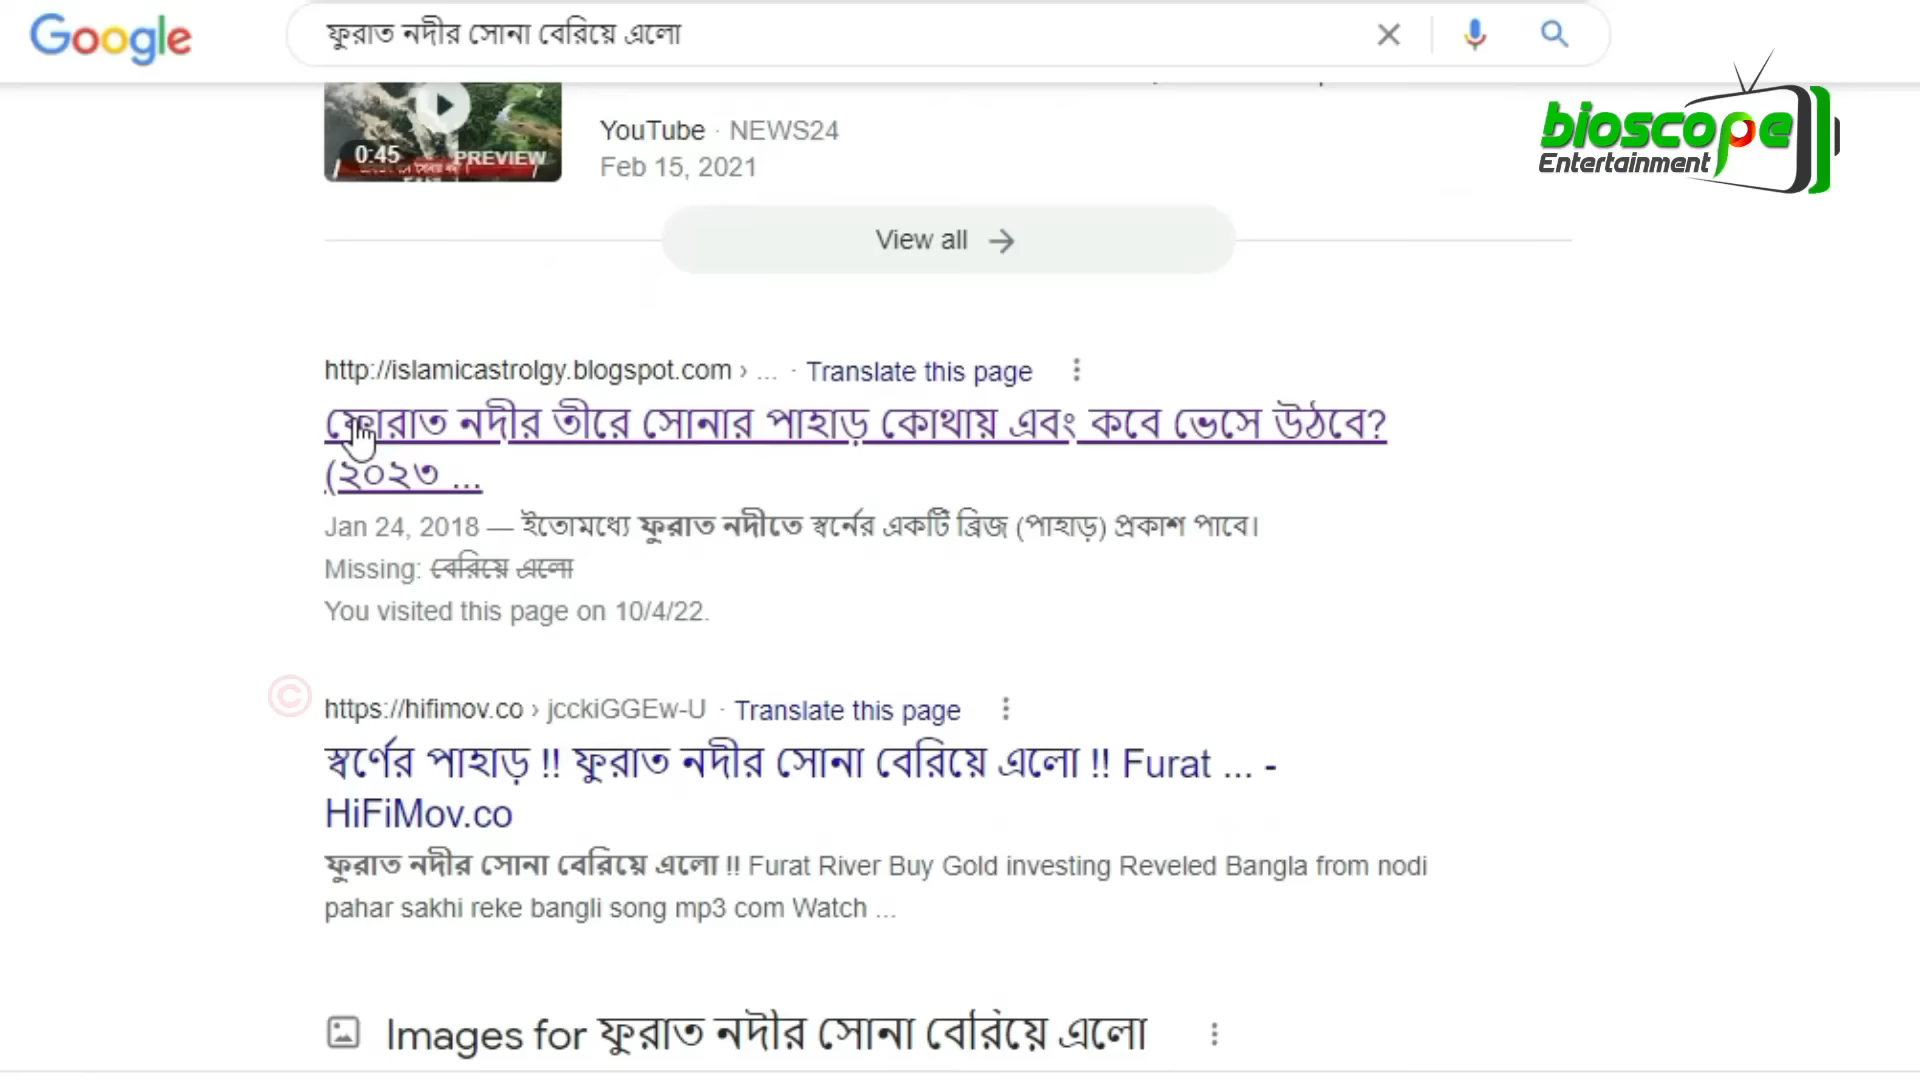 Google
ফুরাত নদীর সোনা বেরিয়ে এলো
bioscope
Entertainment
0:45
PREVIEW
YouTube · NEWS24
Feb 15, 2021
View all →
http://islamicastrolgy.blogspot.com › ... · Translate this page
ফোরাত নদীর তীরে সোনার পাহাড় কোথায় এবং কবে ভেসে উঠবে?
(২০২৩ ...
Jan 24, 2018 — ইতোমধ্যে ফুরাত নদীতে স্বর্নের একটি ব্রিজ (পাহাড়) প্রকাশ পাবে।
Missing: বেরিয়ে এলো
You visited this page on 10/4/22.
©
https://hifimov.co › jcckiGGEw-U · Translate this page
স্বর্ণের পাহাড় !! ফুরাত নদীর সোনা বেরিয়ে এলো !! Furat ... -
HiFiMov.co
ফুরাত নদীর সোনা বেরিয়ে এলো !! Furat River Buy Gold investing Reveled Bangla from nodi
pahar sakhi reke bangli song mp3 com Watch ...
Images for ফুরাত নদীর সোনা বেরিয়ে এলো